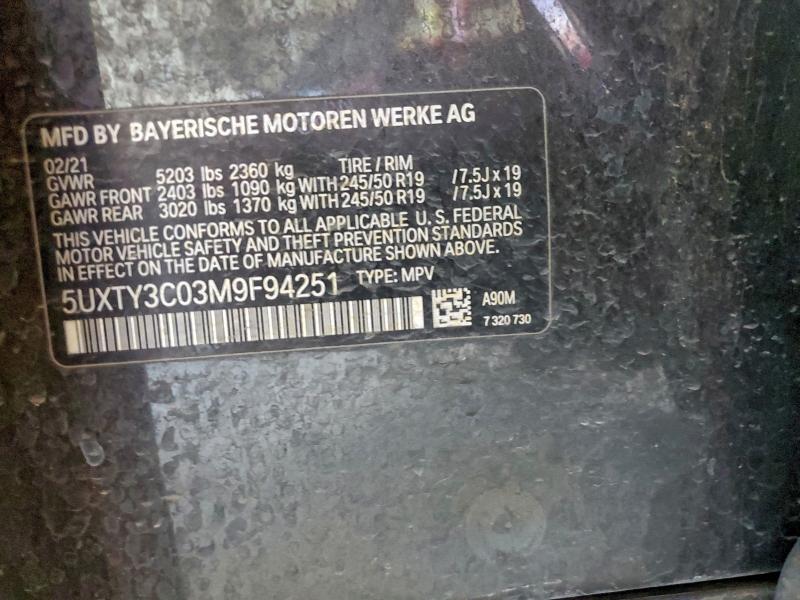 MFD BY BAYERISCHE MOTOREN WERKE AG
02/21 TIRE / RIM
GVWR 5203 lbs 2360 kg
GAWR FRONT 2403 lbs 1090 kg WITH 245/50 R19 /7.5J x 19
GAWR REAR 3020 lbs 1370 kg WITH 245/50 R19 /7.5J x 19
THIS VEHICLE CONFORMS TO ALL APPLICABLE U. S. FEDERAL
MOTOR VEHICLE SAFETY AND THEFT PREVENTION STANDARDS
IN EFFECT ON THE DATE OF MANUFACTURE SHOWN ABOVE.
5UXTY3C03M9F94251 TYPE: MPV
A90M
7 320 730